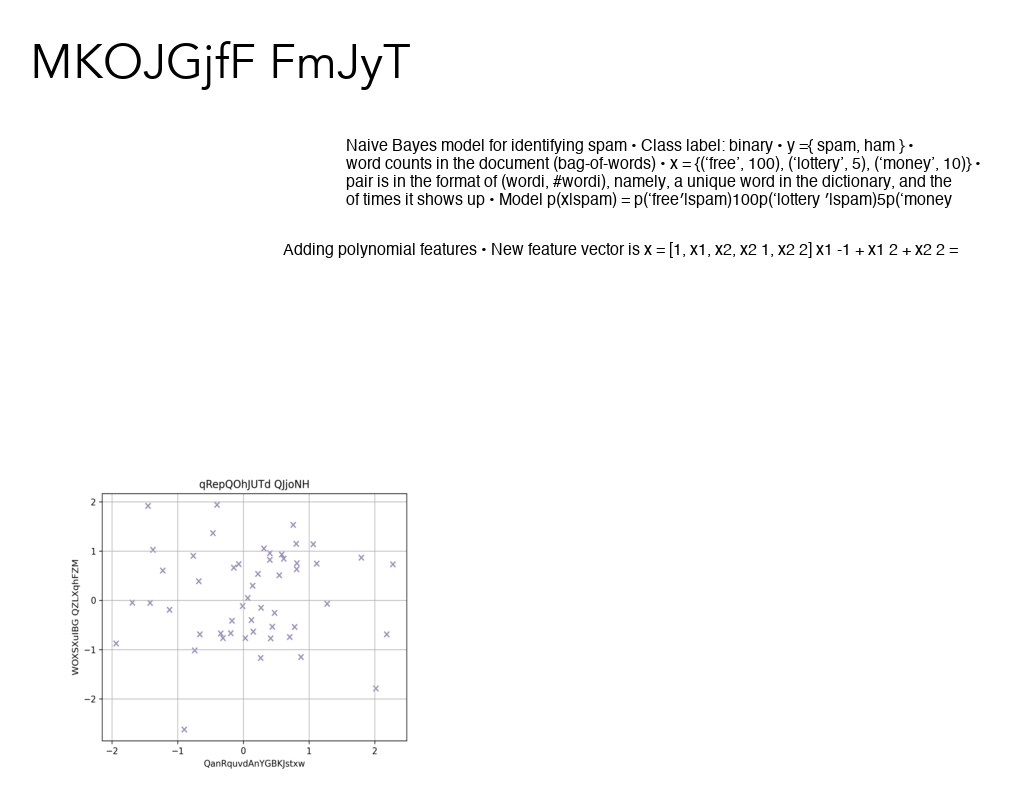 MKOJGjfF FmJyT
Naive Bayes model for identifying spam • Class label: binary • y ={ spam, ham } •
word counts in the document (bag-of-words) • x = {(‘free’, 100), (‘lottery’, 5), (‘money’, 10)} •
pair is in the format of (wordi, #wordi), namely, a unique word in the dictionary, and the
of times it shows up • Model p(x|spam) = p(‘free′|spam)100p(‘lottery ′|spam)5p(‘money
Adding polynomial features • New feature vector is x = [1, x1, x2, x2 1, x2 2] x1 -1 + x1 2 + x2 2 =
qRepQOhJUTd QJjoNH
WOXSXuIBG QZLXqhFZM
2
1
0
−1
−2
−2 −1 0 1 2
QanRquvdAnYGBKJstxw